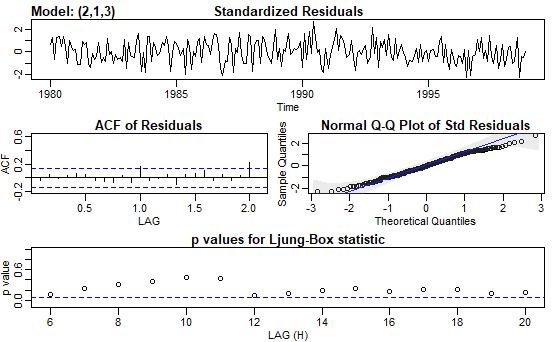 Model: (2,1,3) Standardized Residuals
2
0
-2
1980 1985 1990 1995
Time
ACF of Residuals
ACF
0.6
0.2
-0.2
0.5 1.0 1.5 2.0
LAG
Normal Q-Q Plot of Std Residuals
Sample Quantiles
2
0
-2
-3 -2 -1 0 1 2 3
Theoretical Quantiles
p values for Ljung-Box statistic
p value
0.6
0.0
6 8 10 12 14 16 18 20
LAG (H)